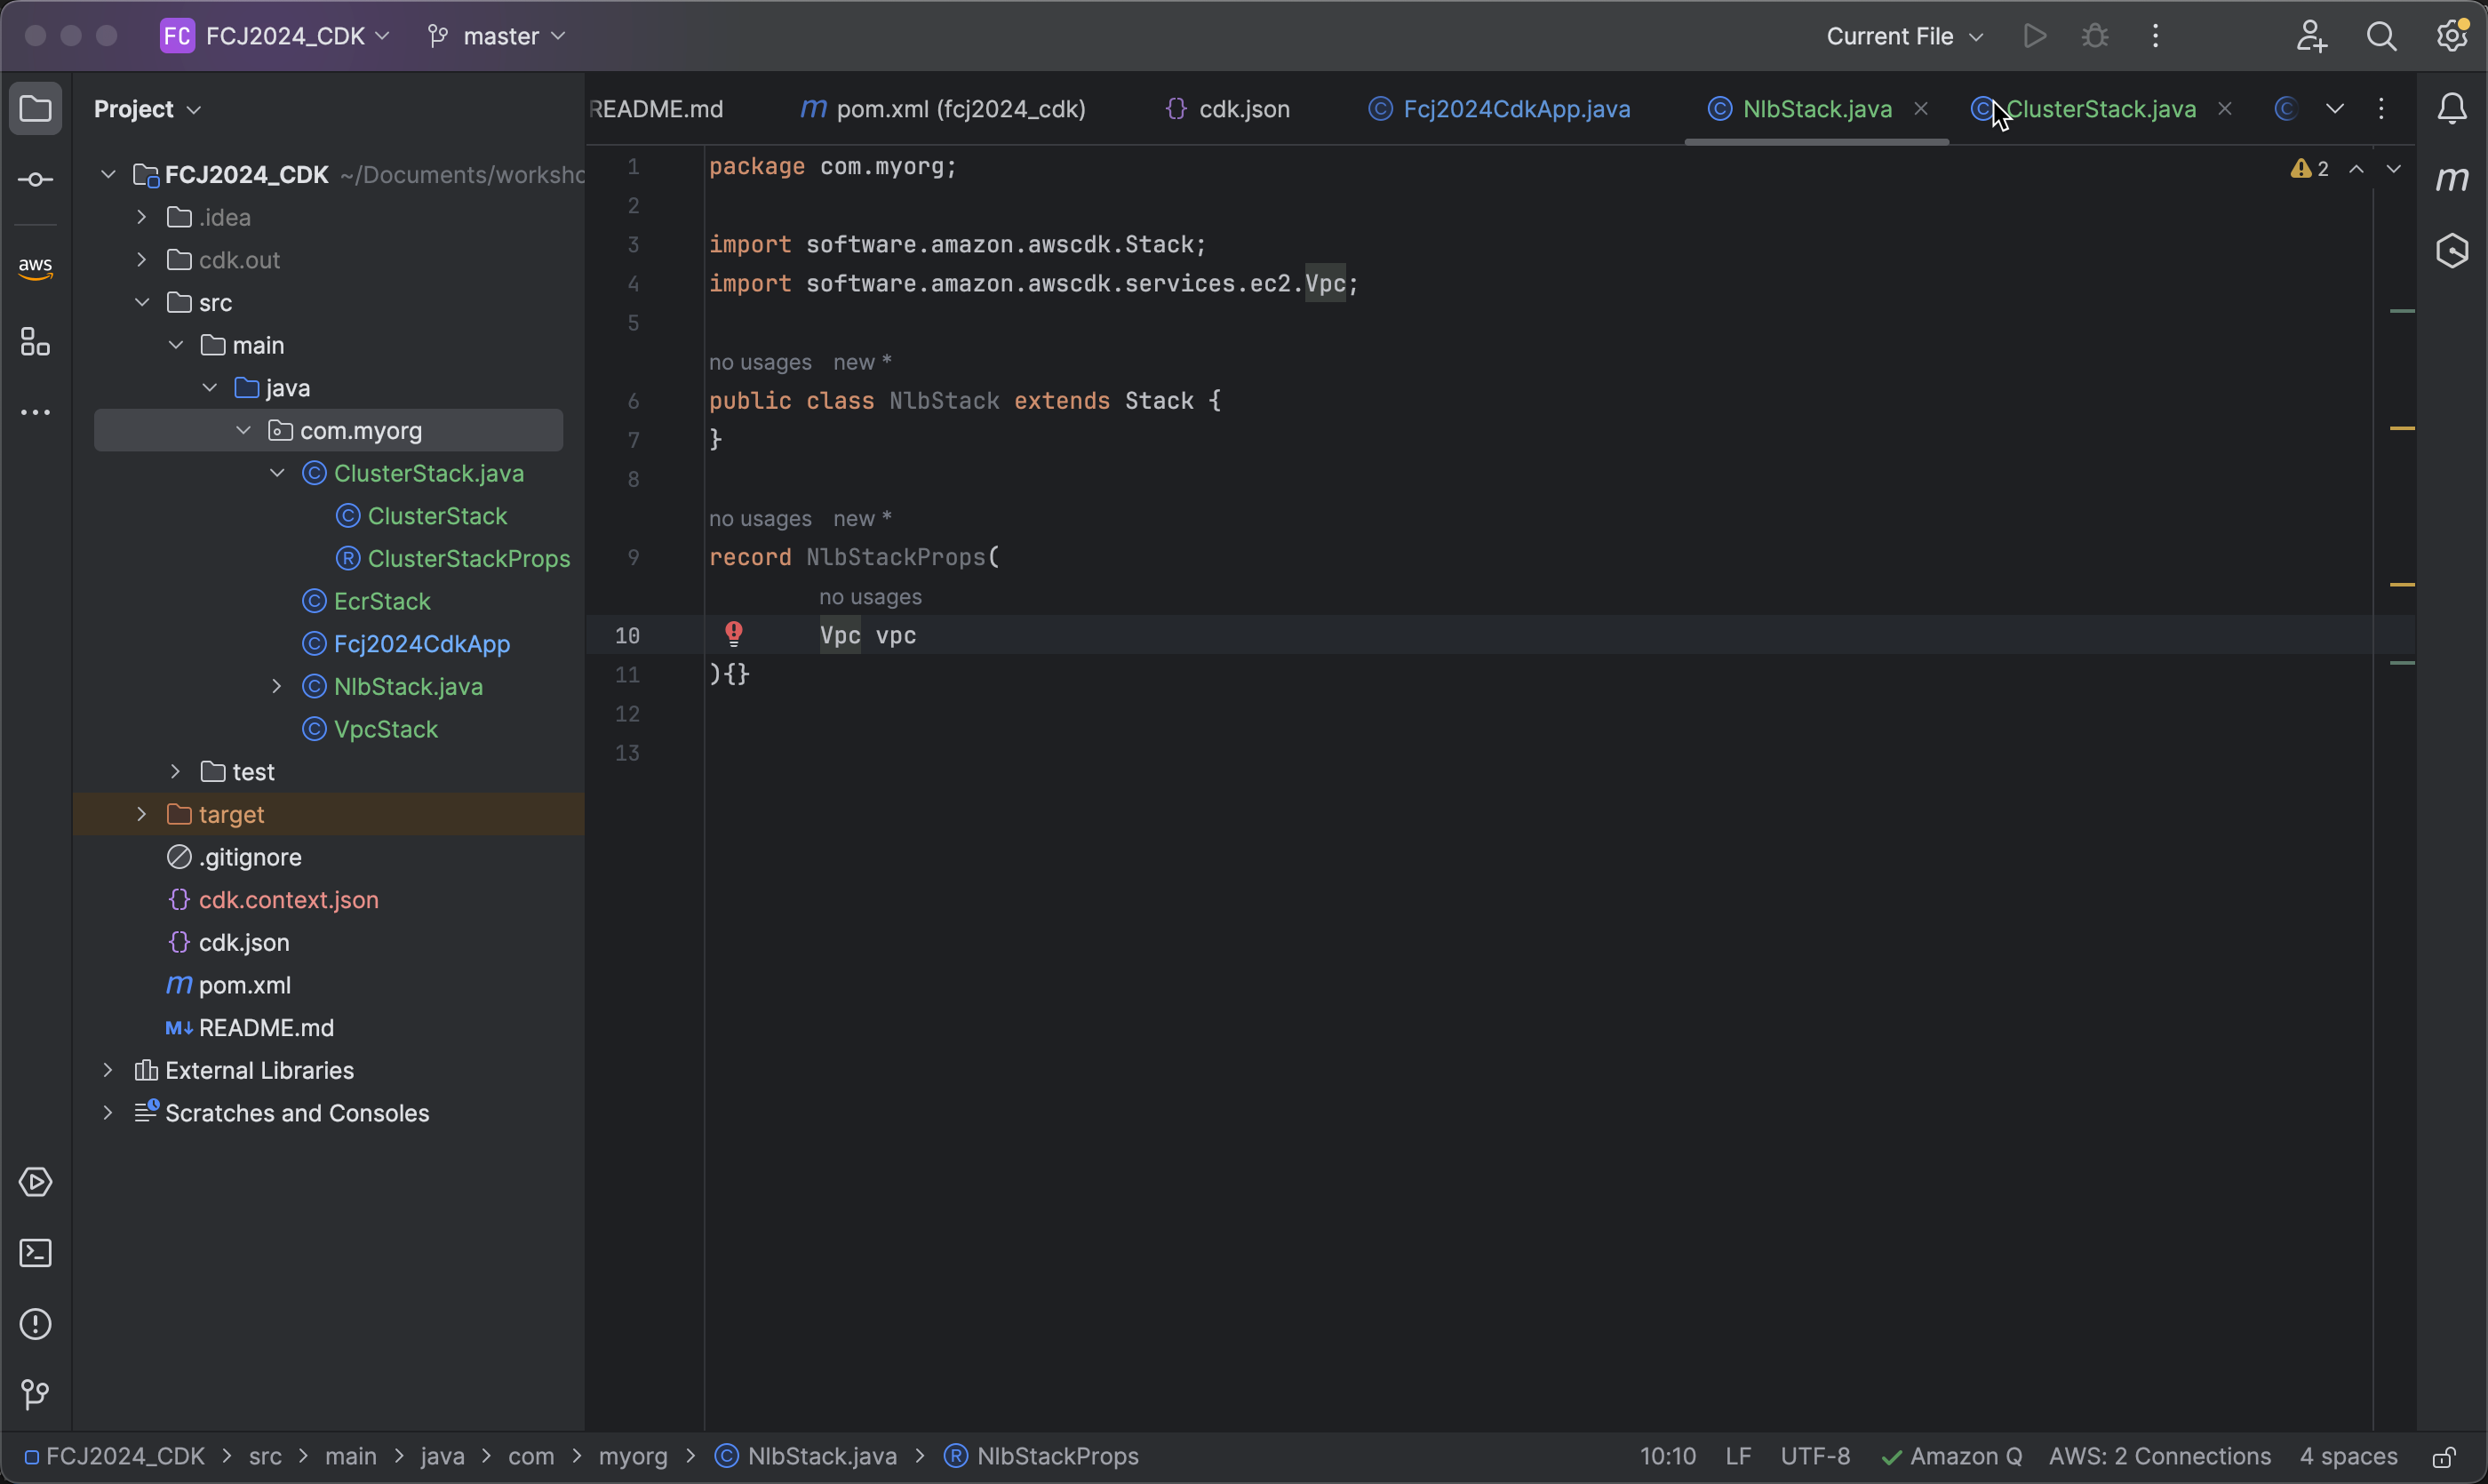 FC FCJ2024_CDK master Current File
Project
README.md m pom.xml (fcj2024_cdk) {} cdk.json C Fcj2024CdkApp.java C NlbStack.java C ClusterStack.java C
FCJ2024_CDK ~/Documents/worksho
.idea
cdk.out
src
main
java
com.myorg
C ClusterStack.java
C ClusterStack
R ClusterStackProps
C EcrStack
C Fcj2024CdkApp
C NlbStack.java
C VpcStack
test
target
.gitignore
{} cdk.context.json
{} cdk.json
m pom.xml
M↓ README.md
External Libraries
Scratches and Consoles
aws
1 package com.myorg;
2
3 import software.amazon.awscdk.Stack;
4 import software.amazon.awscdk.services.ec2.Vpc;
5
no usages new *
6 public class NlbStack extends Stack {
7 }
8
no usages new *
9 record NlbStackProps(
no usages
10 Vpc vpc
11 ){}
12
13
2
m
FCJ2024_CDK > src > main > java > com > myorg > C NlbStack.java > R NlbStackProps
10:10 LF UTF-8 Amazon Q AWS: 2 Connections 4 spaces